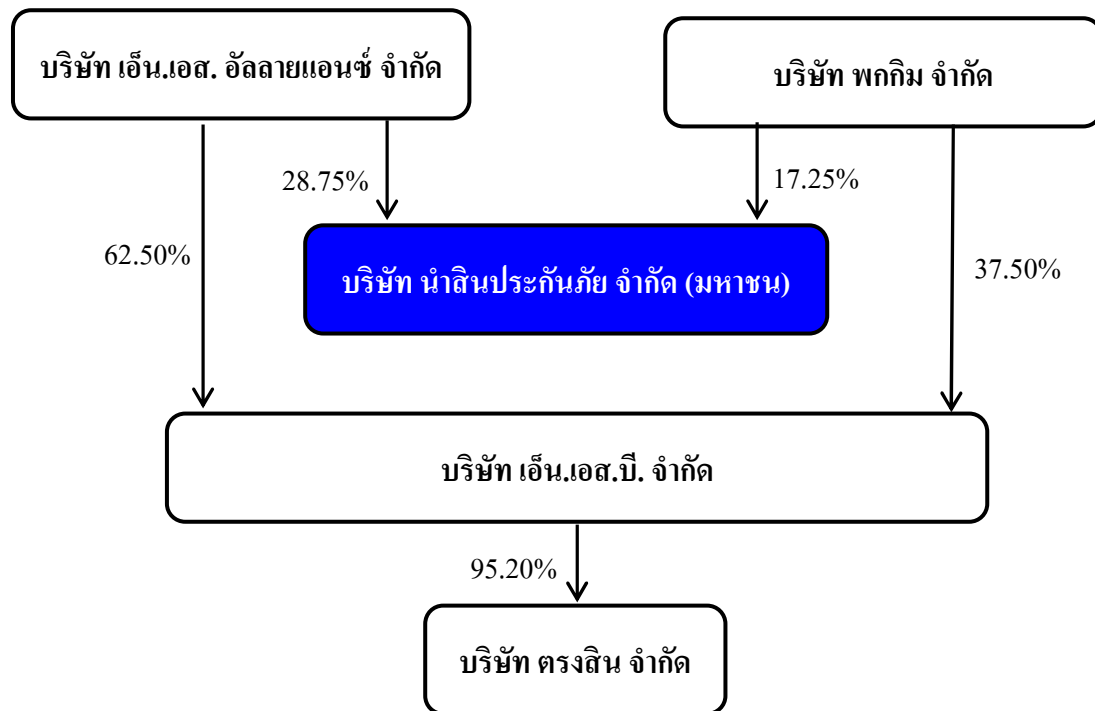 บริษัท เอ็น.เอส. อัลลายแอนซ์ จำกัด
บริษัท พกกิม จำกัด
28.75%
17.25%
62.50%
37.50%
บริษัท นำสินประกันภัย จำกัด (มหาชน)
บริษัท เอ็น.เอส.บี. จำกัด
95.20%
บริษัท ตรงสิน จำกัด